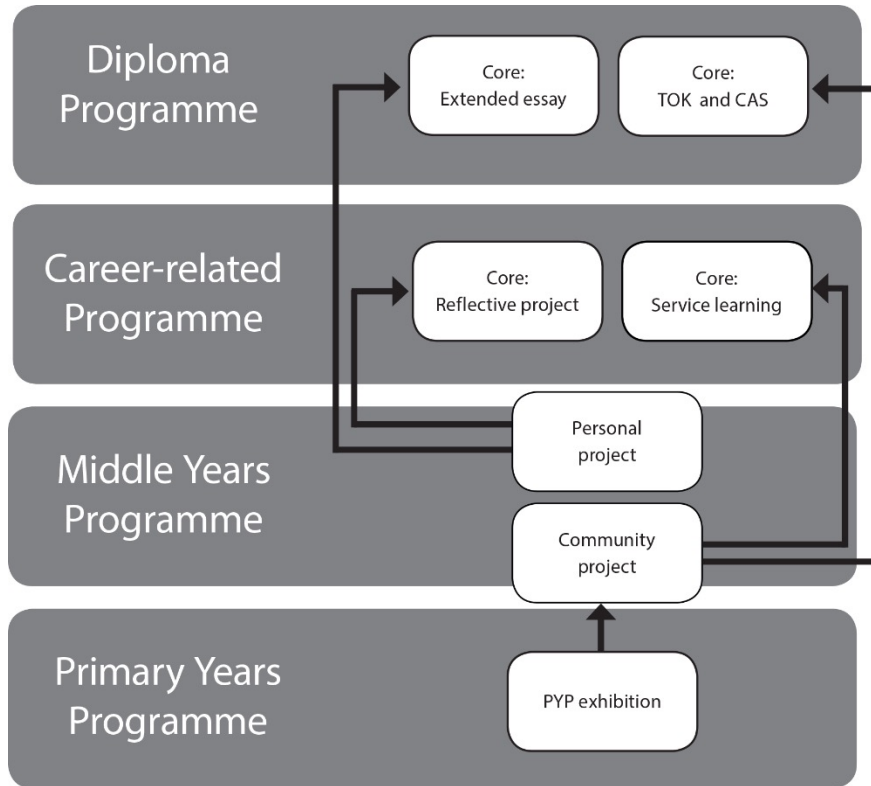 Diploma
Programme
Core:
Extended essay
Core:
TOK and CAS
Career-related
Programme
Core:
Reflective project
Core:
Service learning
Middle Years
Programme
Personal
project
Community
project
Primary Years
Programme
PYP exhibition